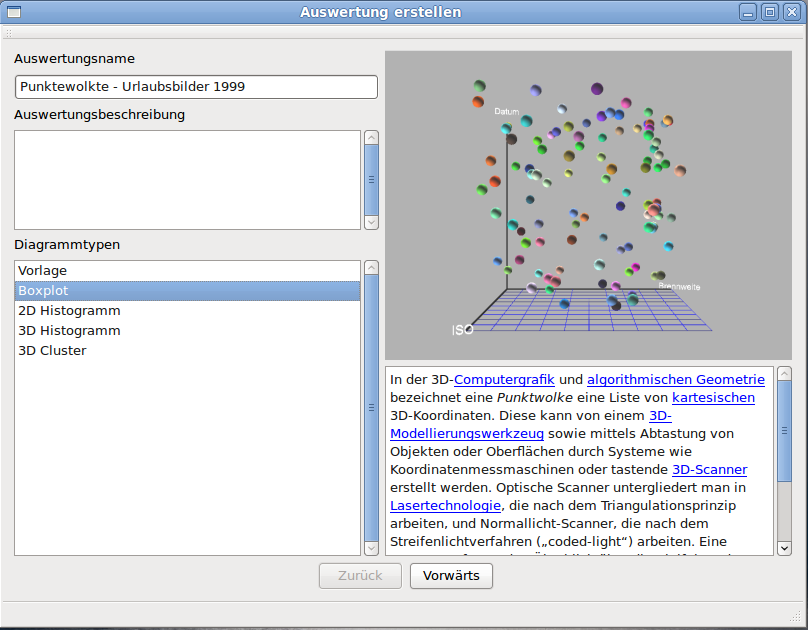 Auswertung erstellen
Auswertungsname
Punktewolkte - Urlaubsbilder 1999
Auswertungsbeschreibung
Diagrammtypen
Vorlage
Boxplot
2D Histogramm
3D Histogramm
3D Cluster
Datum
Brennweite
ISO
In der 3D-Computergrafik und algorithmischen Geometrie
bezeichnet eine Punktwolke eine Liste von kartesischen
3D-Koordinaten. Diese kann von einem 3D-
Modellierungswerkzeug sowie mittels Abtastung von
Objekten oder Oberflächen durch Systeme wie
Koordinatenmessmaschinen oder tastende 3D-Scanner
erstellt werden. Optische Scanner untergliedert man in
Lasertechnologie, die nach dem Triangulationsprinzip
arbeiten, und Normallicht-Scanner, die nach dem
Streifenlichtverfahren („coded-light“) arbeiten. Eine
Zurück
Vorwärts